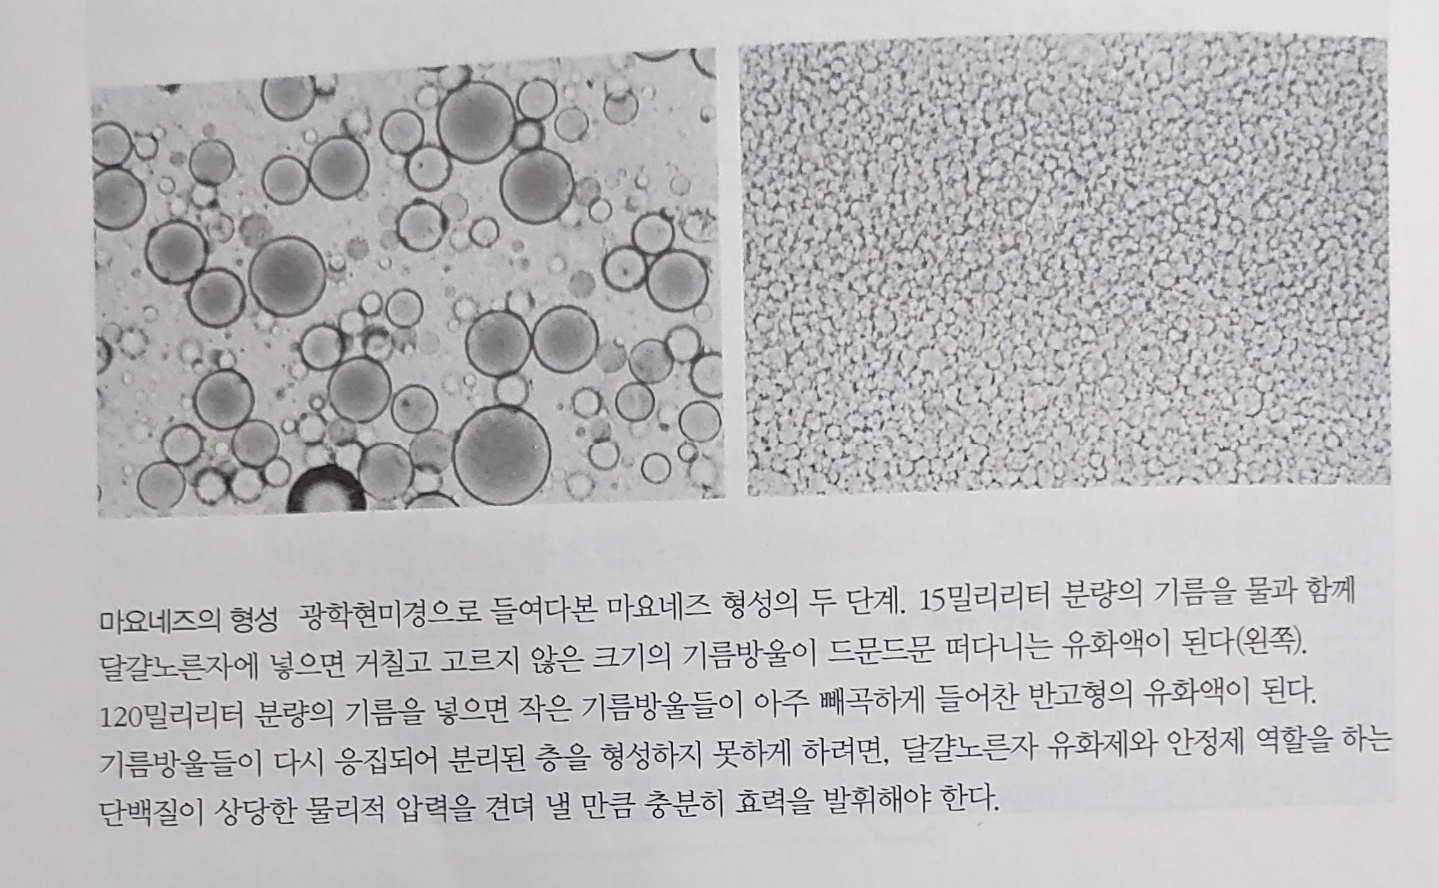 마요네즈의 형성 광학현미경으로 들여다본 마요네즈 형성의 두 단계. 15밀리리터 분량의 기름을 물과 함께
달걀노른자에 넣으면 거칠고 고르지 않은 크기의 기름방울이 드문드문 떠다니는 유화액이 된다(왼쪽).
120밀리리터 분량의 기름을 넣으면 작은 기름방울들이 아주 빼곡하게 들어찬 반고형의 유화액이 된다.
기름방울들이 다시 응집되어 분리된 층을 형성하지 못하게 하려면, 달걀노른자 유화제와 안정제 역할을 하는
단백질이 상당한 물리적 압력을 견뎌 낼 만큼 충분히 효력을 발휘해야 한다.